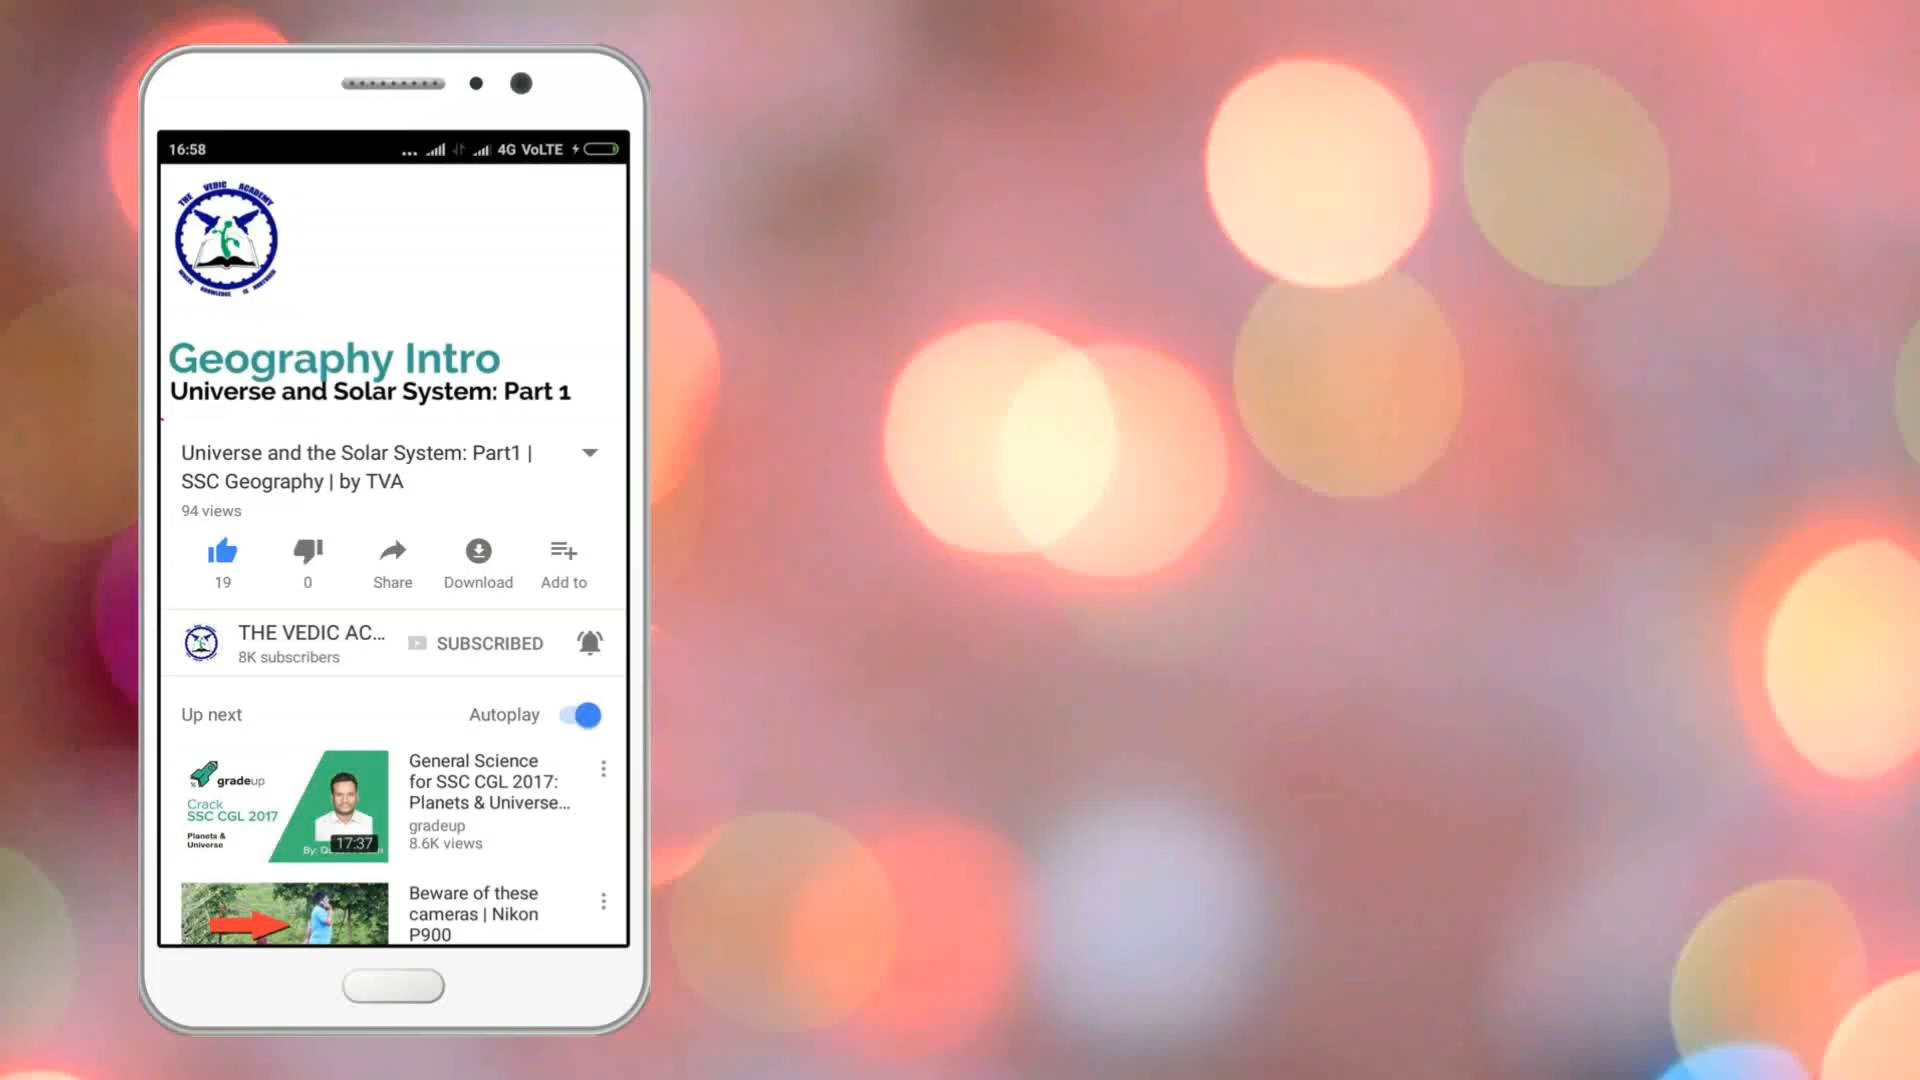 16:58
4G VoLTE
THE VEDIC ACADEMY
Geography Intro
Universe and Solar System: Part 1
Universe and the Solar System: Part1 |
SSC Geography | by TVA
94 views
19
0
Share
Download
Add to
THE VEDIC AC...
SUBSCRIBED
8K subscribers
Up next
Autoplay
gradeup
Crack
SSC CGL 2017
Planets &
Universe
17:37
General Science
for SSC CGL 2017:
Planets & Universe...
gradeup
8.6K views
Beware of these
cameras | Nikon
P900